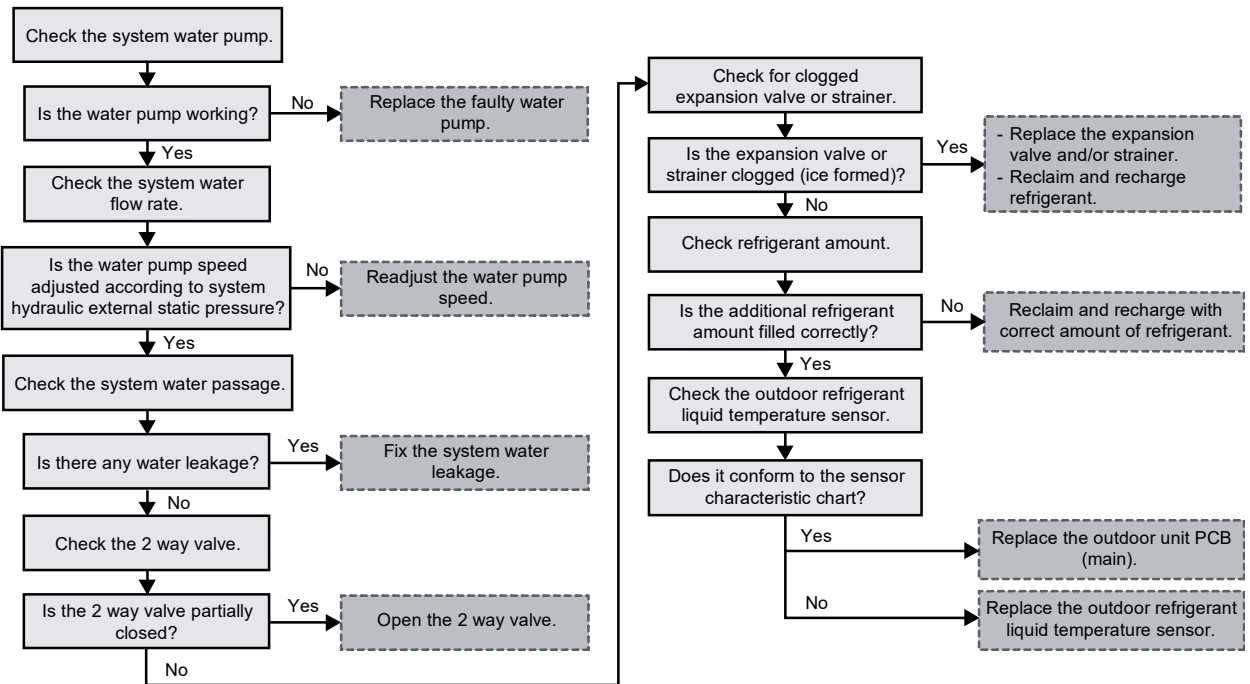 Check the system water pump.
Is the water pump working?
No
Replace the faulty water
pump.
Yes
Check the system water
flow rate.
Is the water pump speed
adjusted according to system
hydraulic external static pressure?
No
Readjust the water pump
speed.
Yes
Check the system water passage.
Is there any water leakage?
Yes
Fix the system water
leakage.
No
Check the 2 way valve.
Is the 2 way valve partially
closed?
Yes
Open the 2 way valve.
No
Check for clogged
expansion valve or strainer.
Is the expansion valve or
strainer clogged (ice formed)?
Yes
- Replace the expansion
valve and/or strainer.
- Reclaim and recharge
refrigerant.
No
Check refrigerant amount.
Is the additional refrigerant
amount filled correctly?
No
Reclaim and recharge with
correct amount of refrigerant.
Yes
Check the outdoor refrigerant
liquid temperature sensor.
Does it conform to the sensor
characteristic chart?
Yes
Replace the outdoor unit PCB
(main).
No
Replace the outdoor refrigerant
liquid temperature sensor.